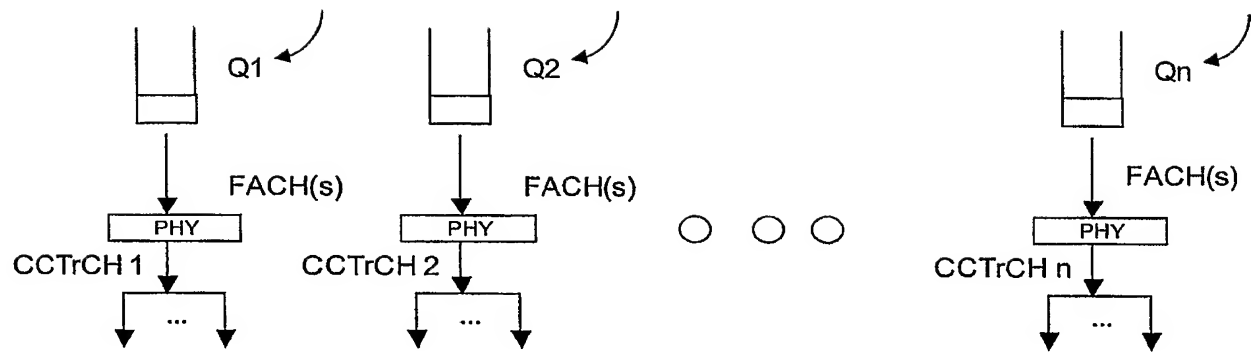 Q1
Q2
Qn
FACH(s)
FACH(s)
FACH(s)
PHY
PHY
PHY
CCTrCH 1
CCTrCH 2
CCTrCH n
...
...
...